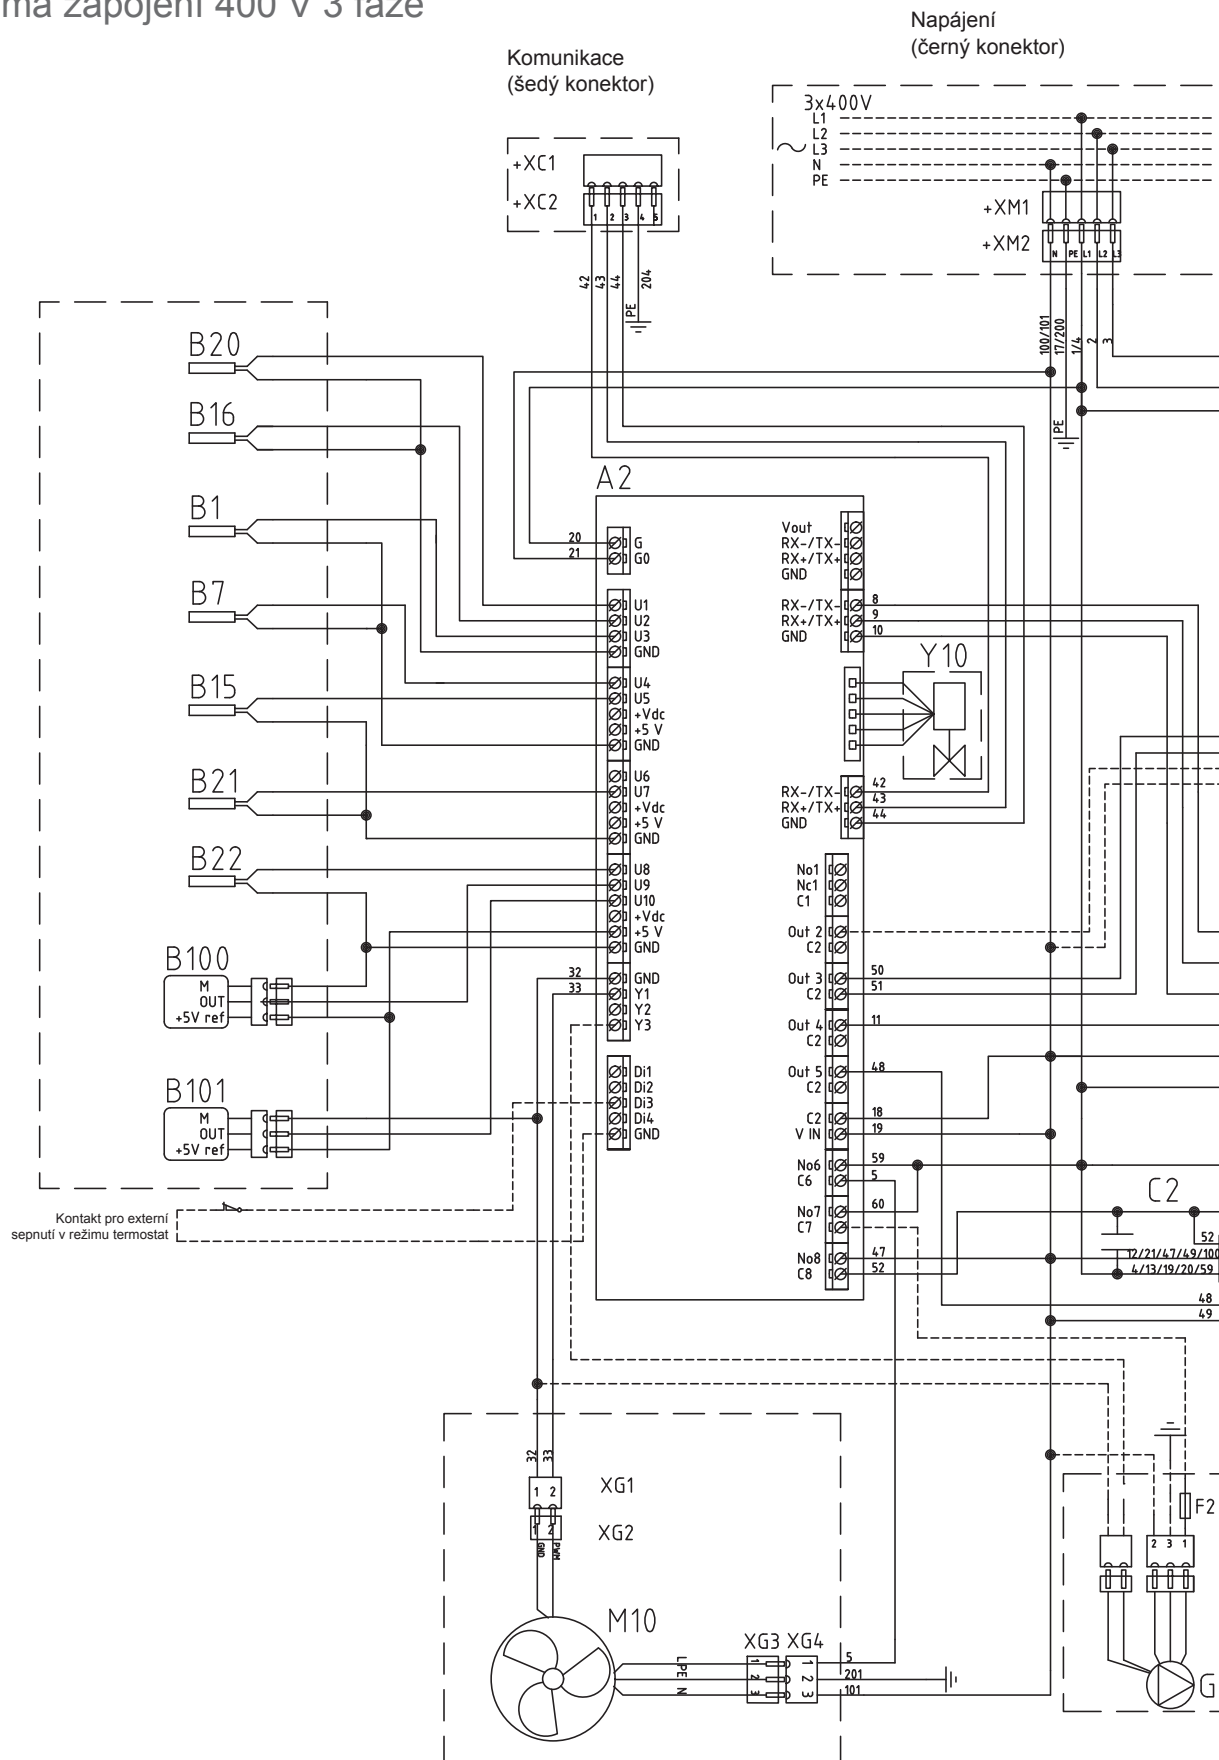 ma zapojení 400 V 3 fáze
Napájení
(černý konektor)
Komunikace
(šedý konektor)
3x400V
L1
L2
L3
N
PE
+XM1
+XM2
N PE L1 L2 L3
100/101
17/200
1/4
2
3
PE
+XC1
+XC2
1 2 3 4 5
42
43
44
204
PE
B20
B16
B1
B7
B15
B21
B22
B100
M
OUT
+5V ref
B101
M
OUT
+5V ref
Kontakt pro externí
sepnutí v režimu termostat
A2
20 G
21 G0
U1
U2
U3
GND
U4
U5
+Vdc
+5 V
GND
U6
U7
+Vdc
+5 V
GND
U8
U9
U10
+Vdc
+5 V
GND
32 GND
33 Y1
Y2
Y3
Di1
Di2
Di3
Di4
GND
Vout
RX-/TX-
RX+/TX+
GND
RX-/TX- 8
RX+/TX+ 9
GND 10
Y10
RX-/TX- 42
RX+/TX+ 43
GND 44
No1
Nc1
C1
Out 2
C2
Out 3 50
C2 51
Out 4 11
C2
Out 5 48
C2
C2 18
V IN 19
No6 59
C6 5
No7 60
C7
No8 47
C8 52
C2
52
12/21/47/49/100
4/13/19/20/59
48
49
32
33
1 2
XG1
1 2
XG2
GND
PWM
M10
L PE N
XG3 XG4
1 1 5
2 2 201
3 3 101
F2
2 3 1
G